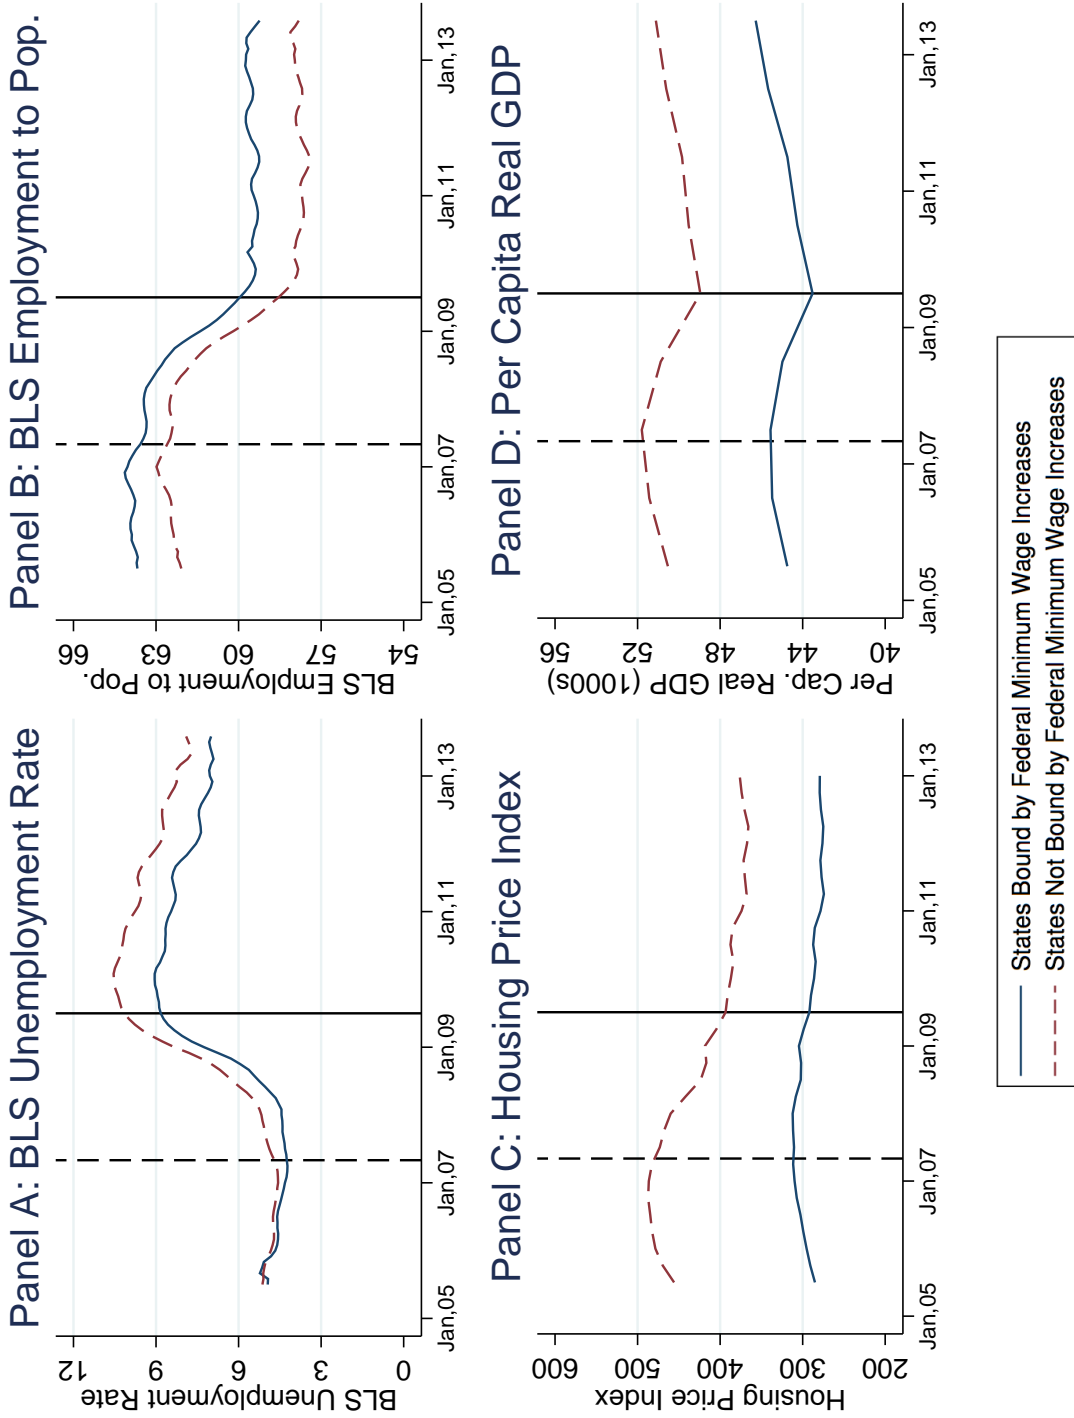 Panel A: BLS Unemployment Rate
BLS Unemployment Rate
12
9
6
3
0
Jan,05
Jan,07
Jan,09
Jan,11
Jan,13
Panel B: BLS Employment to Pop.
BLS Employment to Pop.
66
63
60
57
54
Jan,05
Jan,07
Jan,09
Jan,11
Jan,13
Panel C: Housing Price Index
Housing Price Index
600
500
400
300
200
Jan,05
Jan,07
Jan,09
Jan,11
Jan,13
Panel D: Per Capita Real GDP
Per Cap. Real GDP (1000s)
56
52
48
44
40
Jan,05
Jan,07
Jan,09
Jan,11
Jan,13
States Bound by Federal Minimum Wage Increases
States Not Bound by Federal Minimum Wage Increases